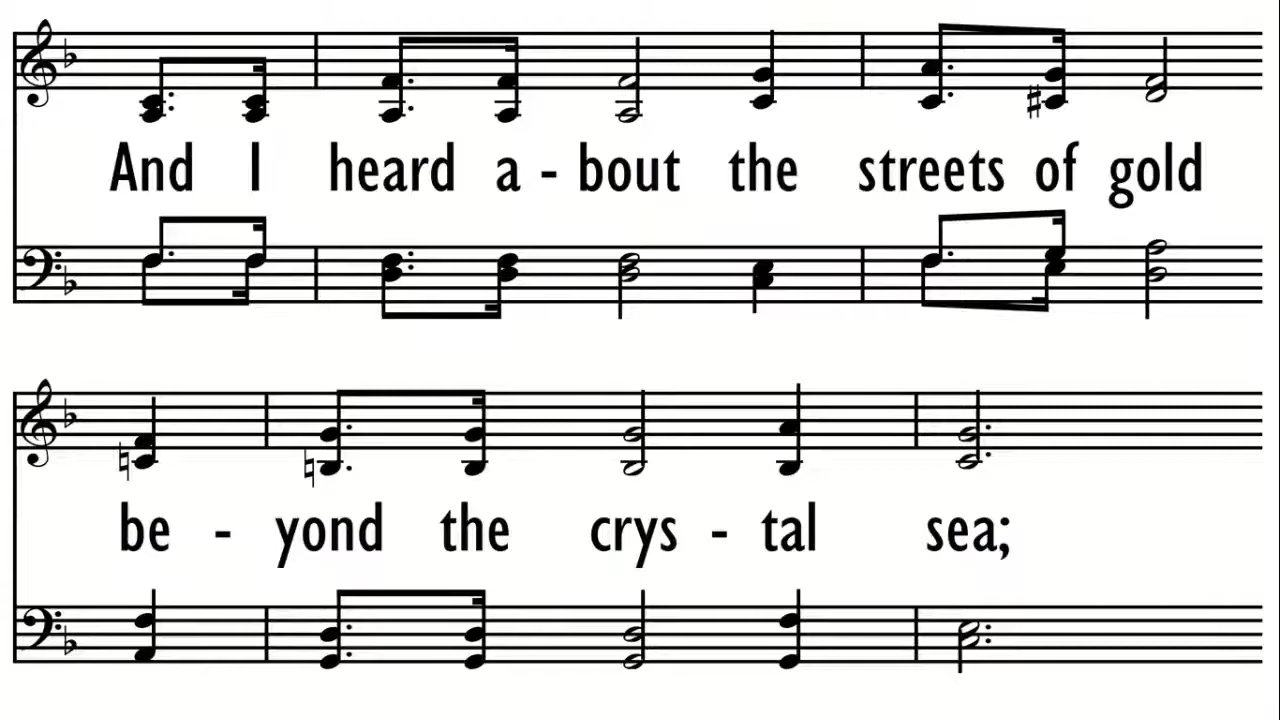 And I heard a - bout the streets of gold
be - yond the crys - tal sea;